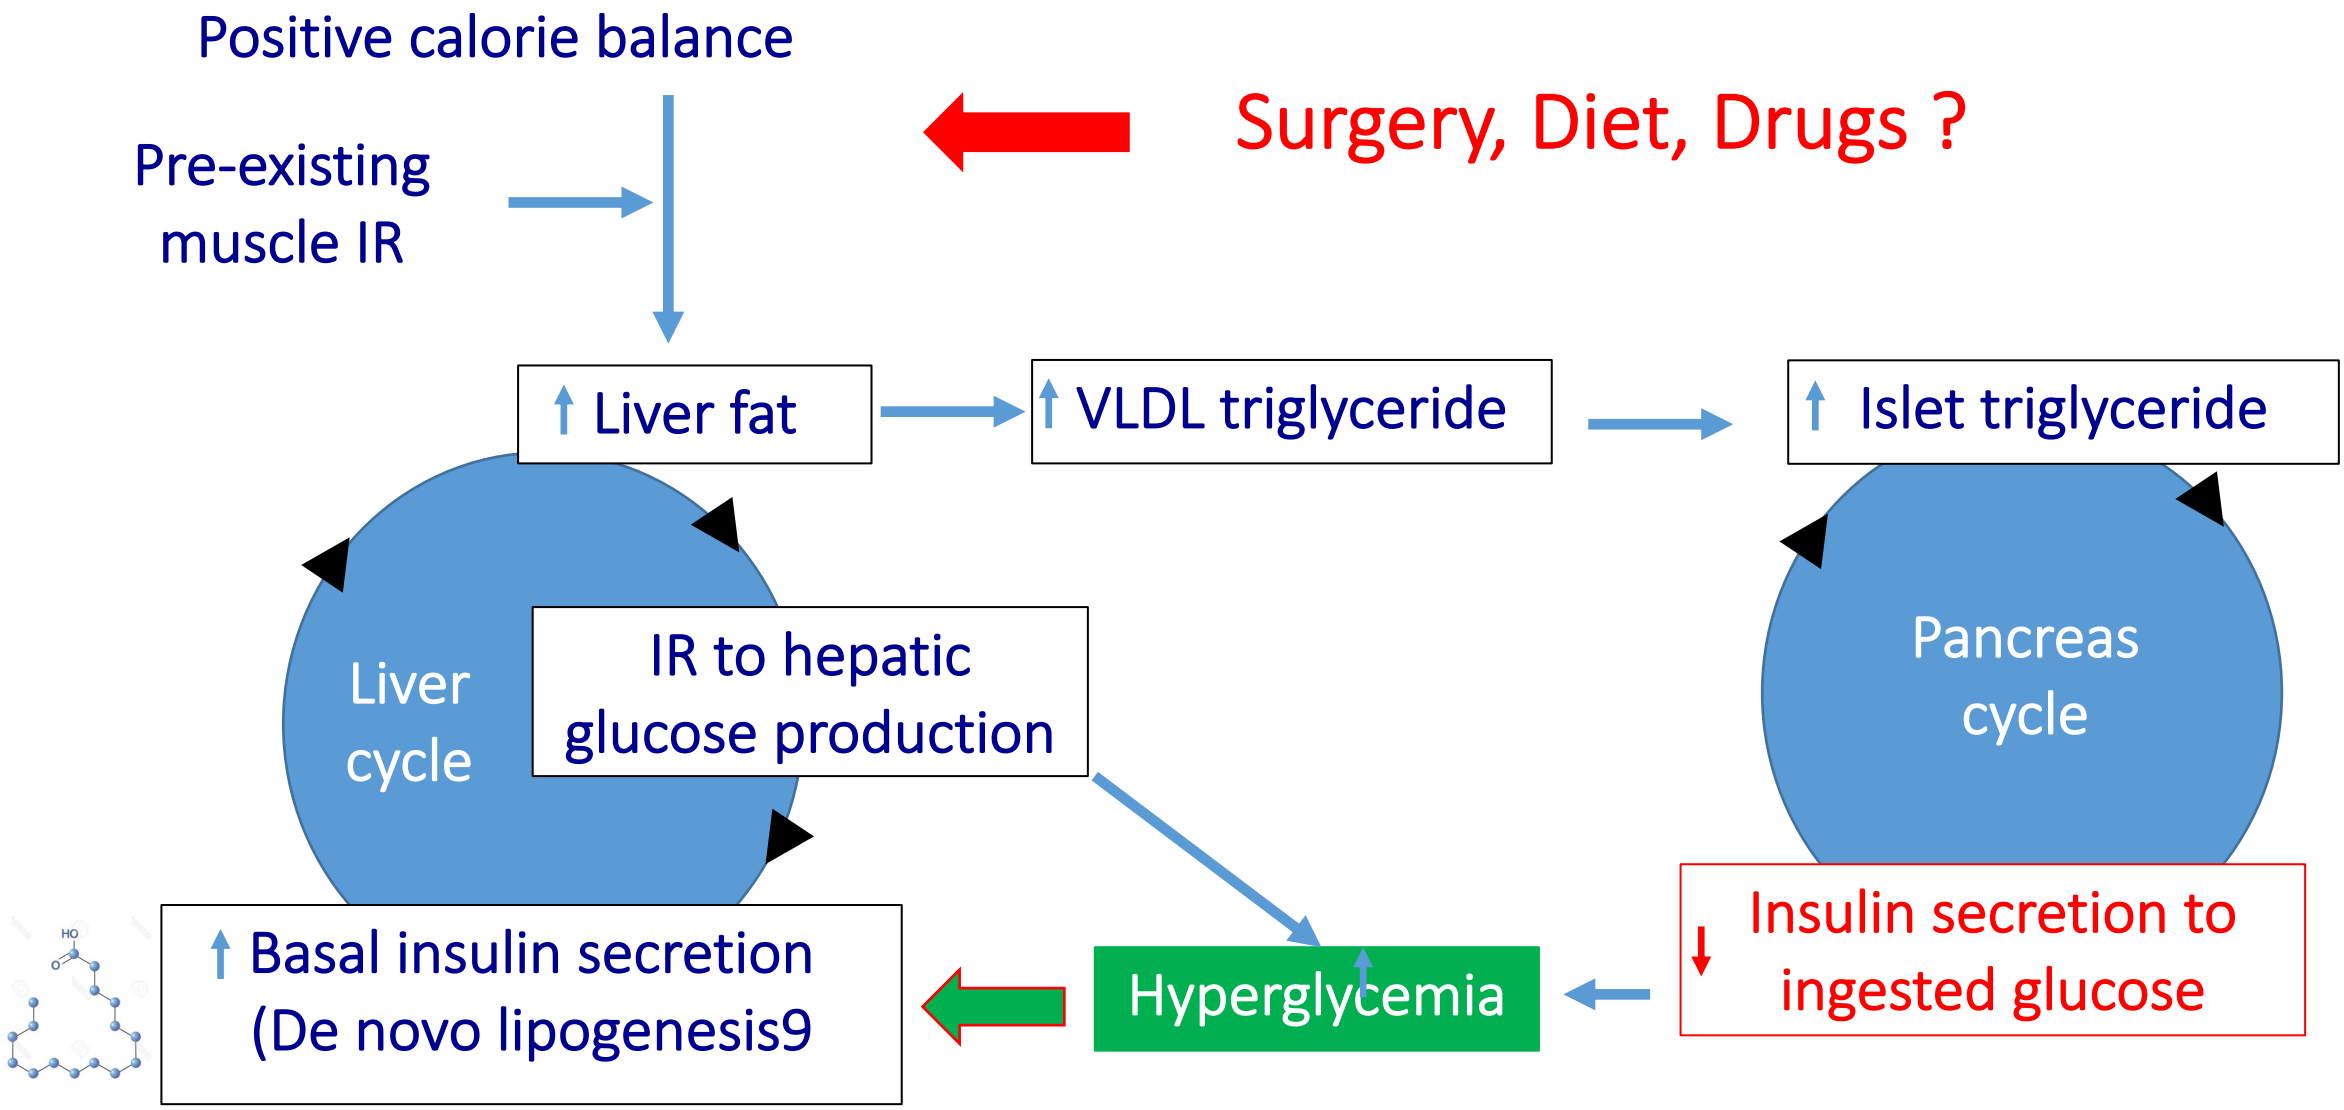 Positive calorie balance
Surgery, Diet, Drugs ?
Pre-existing
muscle IR
Liver fat
VLDL triglyceride
Islet triglyceride
Liver
cycle
IR to hepatic
glucose production
Pancreas
cycle
Basal insulin secretion
(De novo lipogenesis9
Hyperglycemia
Insulin secretion to
ingested glucose
HO
O